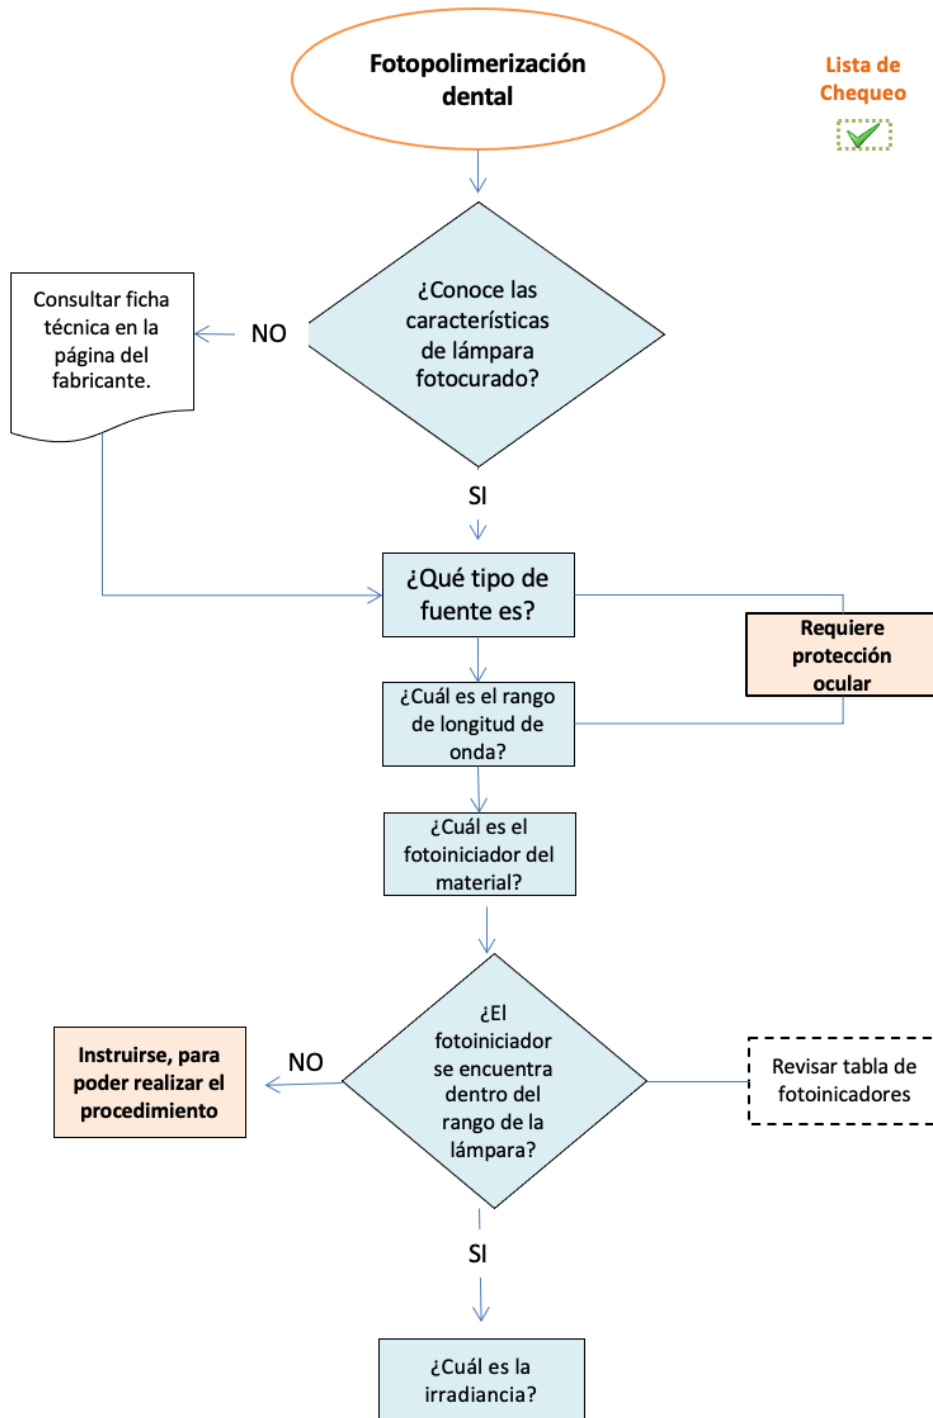 Fotopolimerización
dental
Lista de
Chequeo
¿Conoce las
características
de lámpara
fotocurado?
NO
Consultar ficha
técnica en la
página del
fabricante.
SI
¿Qué tipo de
fuente es?
Requiere
protección
ocular
¿Cuál es el rango
de longitud de
onda?
¿Cuál es el
fotoiniciador del
material?
¿El
fotoiniciador
se encuentra
dentro del
rango de la
lámpara?
NO
Instruirse, para
poder realizar el
procedimiento
Revisar tabla de
fotoinicadores
SI
¿Cuál es la
irradiancia?